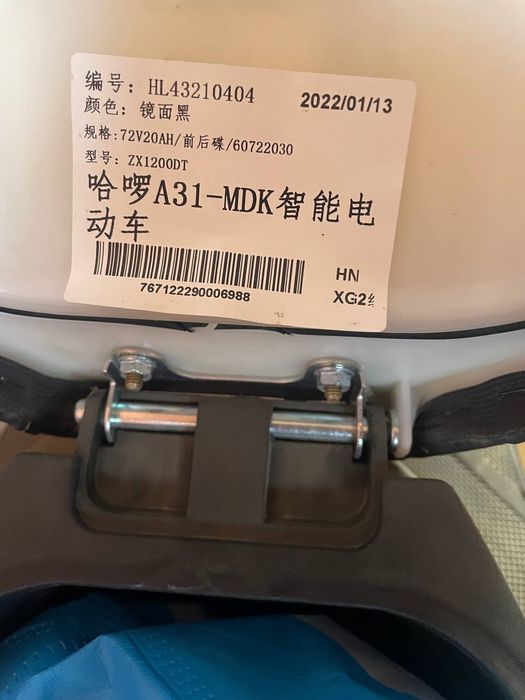 编号: HL43210404
2022/01/13
颜色: 镜面黑
规格:72V20AH/前后碟/60722030
型号: ZX1200DT
哈啰A31-MDK智能电
动车
HN
767122290006988
XG2